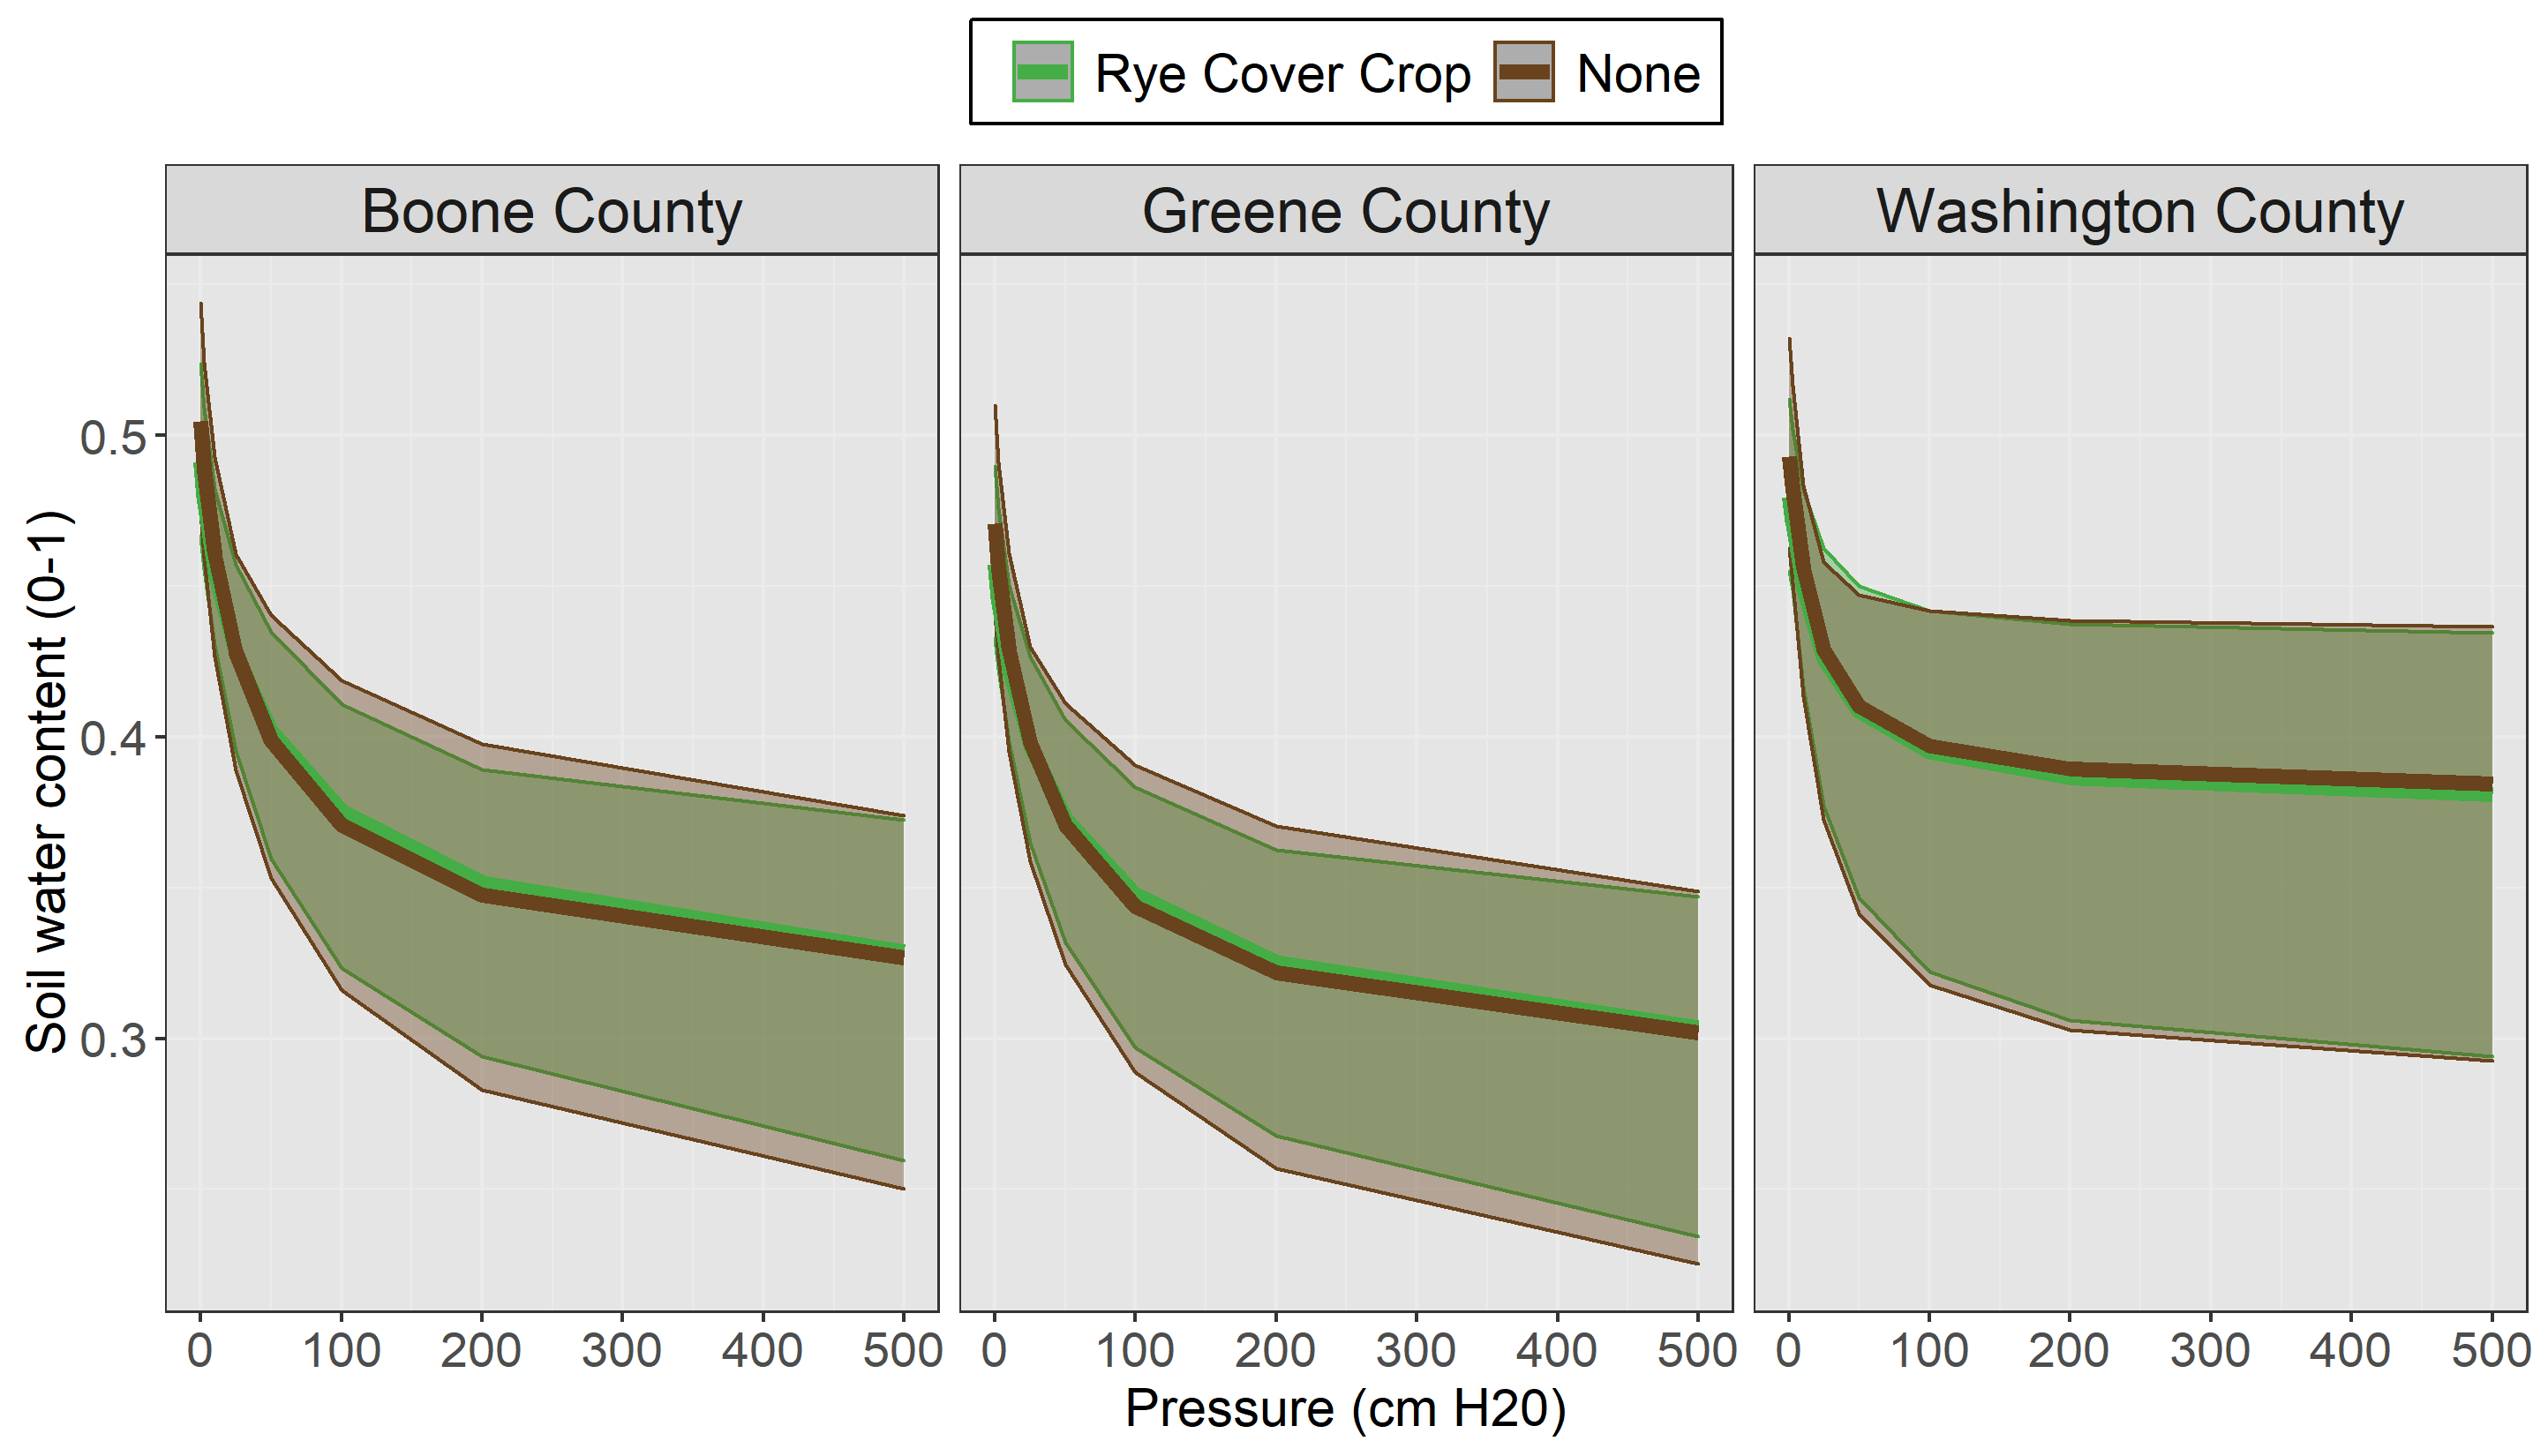 Rye Cover Crop None
Boone County Greene County Washington County
Soil water content (0-1)
0.5
0.4
0.3
0 100 200 300 400 500 0 100 200 300 400 500 0 100 200 300 400 500
Pressure (cm H20)